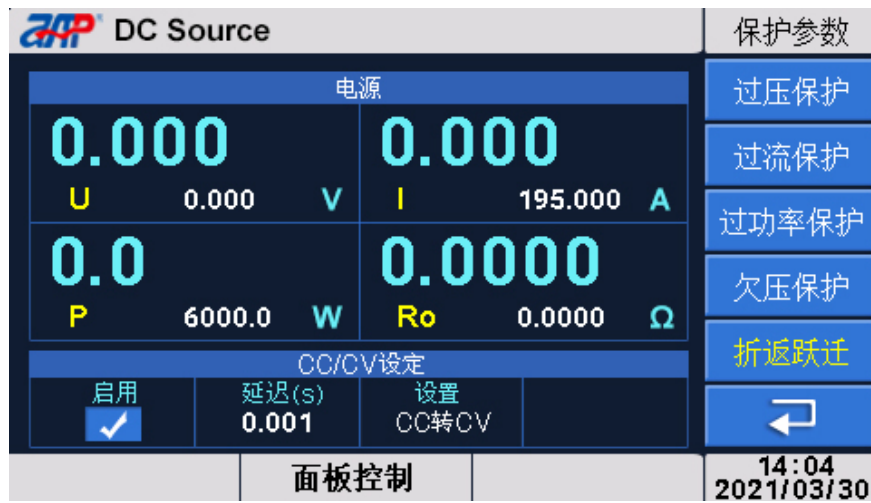 DC Source
保护参数
电源
0.000
0.000
U 0.000 V
I 195.000 A
0.0
0.0000
P 6000.0 W
Ro 0.0000 Ω
CC/CV设定
启用 延迟(s) 设置
0.001 CC转CV
过压保护
过流保护
过功率保护
欠压保护
折返跃迁
面板控制
14:04
2021/03/30